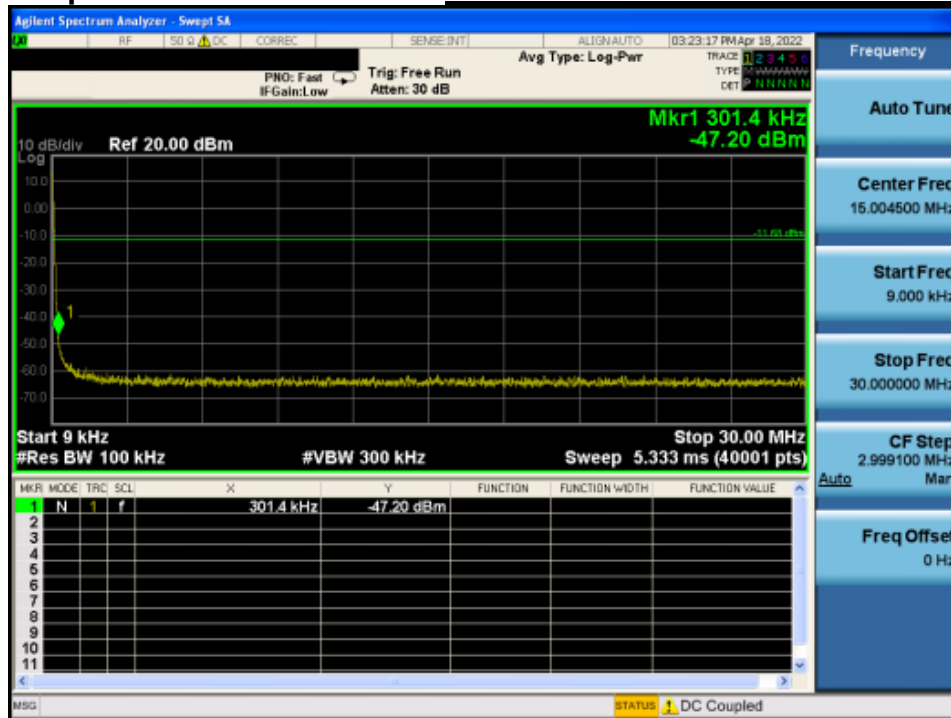 Agilent Spectrum Analyzer - Swept SA
RF 50 Ω DC CORREC SENSE:INT ALIGNAUTO 03:23:17 PM Apr 18, 2022
Avg Type: Log-Pwr
TRACE 1 2 3 4 5 6
TYPE
DET P N N N N N
PNO: Fast
IFGain:Low
Trig: Free Run
Atten: 30 dB
Frequency
Auto Tune
Center Freq
15.004500 MHz
Start Freq
9.000 kHz
Stop Freq
30.000000 MHz
CF Step
2.999100 MHz
Auto Man
Freq Offset
0 Hz
Mkr1 301.4 kHz
-47.20 dBm
10 dB/div Ref 20.00 dBm
Log
10.0
0.00
-10.0
-11.68 dBm
-20.0
-30.0
-40.0
1
-50.0
-60.0
-70.0
Start 9 kHz Stop 30.00 MHz
#Res BW 100 kHz #VBW 300 kHz Sweep 5.333 ms (40001 pts)
MKR MODE TRC SCL X Y FUNCTION FUNCTION WIDTH FUNCTION VALUE
1 N 1 f 301.4 kHz -47.20 dBm
2
3
4
5
6
7
8
9
10
11
MSG STATUS DC Coupled